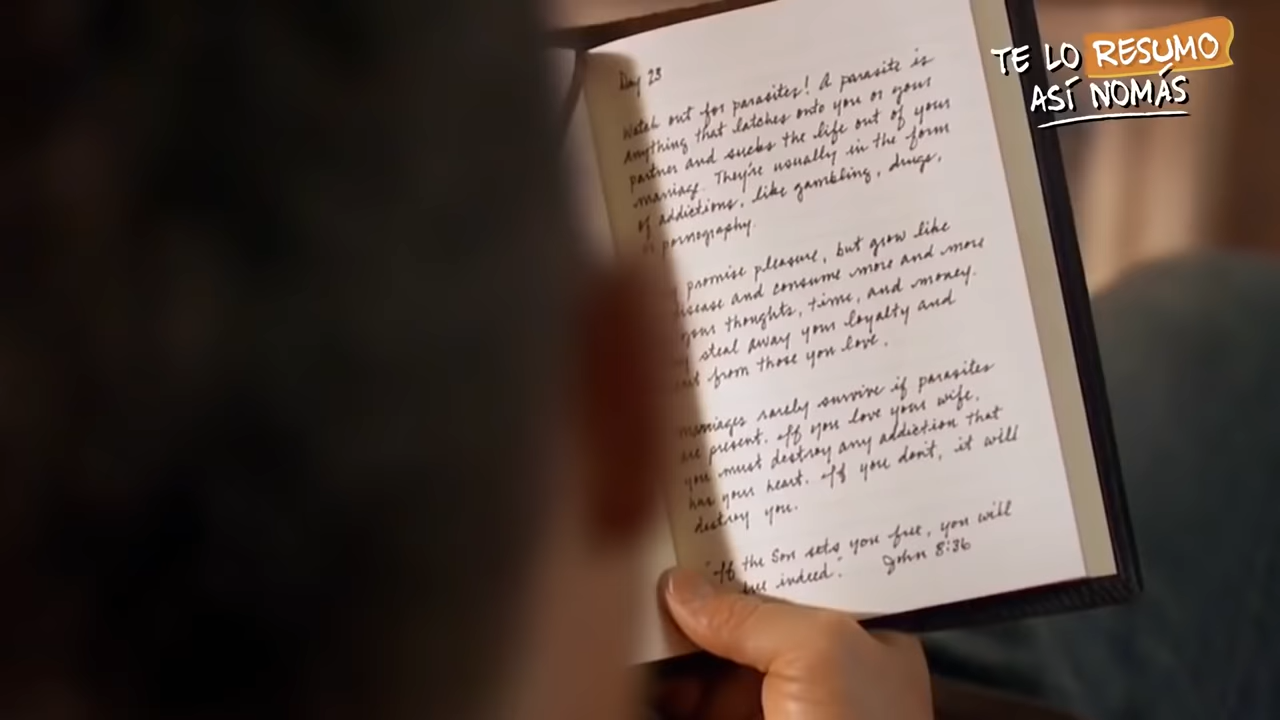 Day 23
Watch out for parasites! A parasite is
anything that latches onto you or your
partner and sucks the life out of your
marriage. They're usually in the form
of addictions, like gambling, drugs,
or pornography.
promise pleasure, but grow like
disease and consume more and more
your thoughts, time, and money.
steal away your loyalty and
from those you love.
Marriages rarely survive if parasites
are present. If you love your wife,
you must destroy any addiction that
has your heart. If you don't, it will
destroy you.
"If the Son sets you free, you will
free indeed." John 8:36
TE LO RESUMO
ASÍ NOMÁS